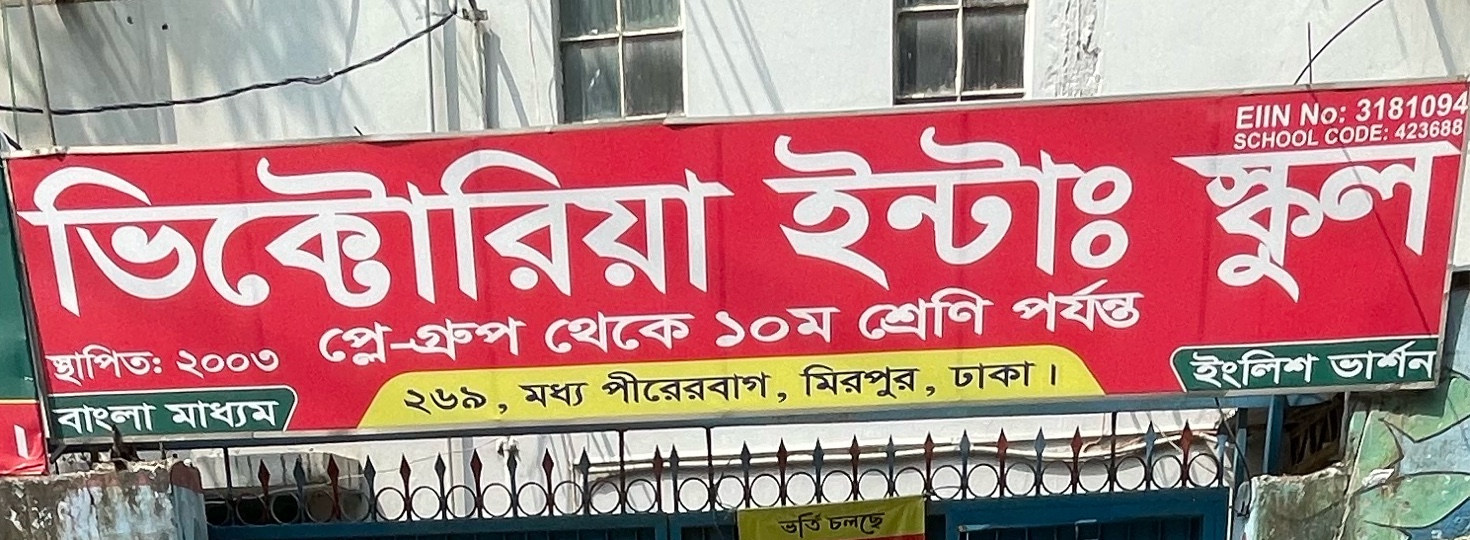 EIIN No: 3181094
SCHOOL CODE: 423688
ভিক্টোরিয়া ইন্টাঃ স্কুল
প্লে-গ্রুপ থেকে ১০ম শ্রেণি পর্যন্ত
স্থাপিত: ২০০৩
বাংলা মাধ্যম
২৬৯, মধ্য পীরেরবাগ, মিরপুর, ঢাকা।
ইংলিশ ভার্শন
ভর্তি চলছে